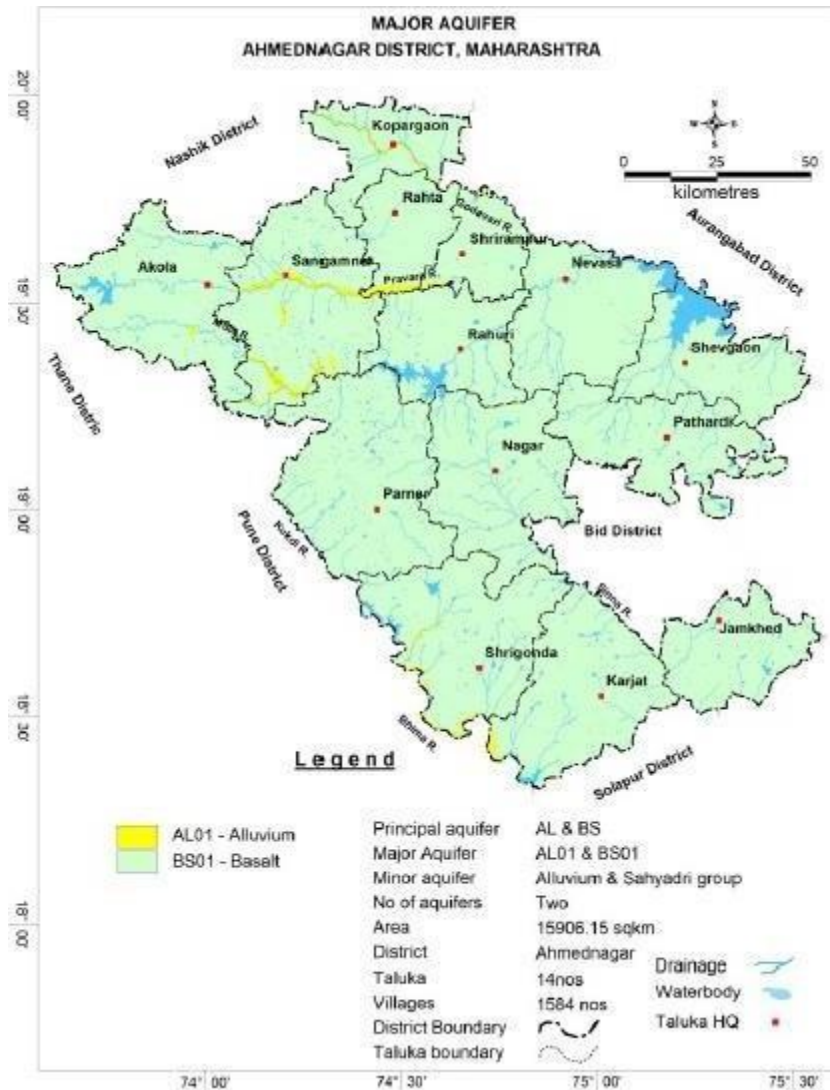 MAJOR AQUIFER
AHMEDNAGAR DISTRICT, MAHARASHTRA
20° 00'
19° 30'
19° 00'
18° 30'
18° 00'
N
W E
S
0 25 50
kilometres
Nashik District
Kopargaon
Rahta
Godavari R.
Aurangabad District
Shrirampur
Akola
Sangamner
Pravara R.
Nevasa
Mula R.
Rahuri
Shevgaon
Thane Distric
Pathardi
Nagar
Parner
Pune District
Kukdi R.
Bid District
Sina R.
Jamkhed
Shrigonda
Karjat
Bhima R.
Solapur District
Legend
AL01 - Alluvium
BS01 - Basalt
Principal aquifer AL & BS
Major Aquifer AL01 & BS01
Minor aquifer Alluvium & Sahyadri group
No of aquifers Two
Area 15906.15 sqkm
District Ahmednagar
Taluka 14nos
Villages 1584 nos
District Boundary
Taluka boundary
Drainage
Waterbody
Taluka HQ
74° 00' 74° 30' 75° 00' 75° 30'